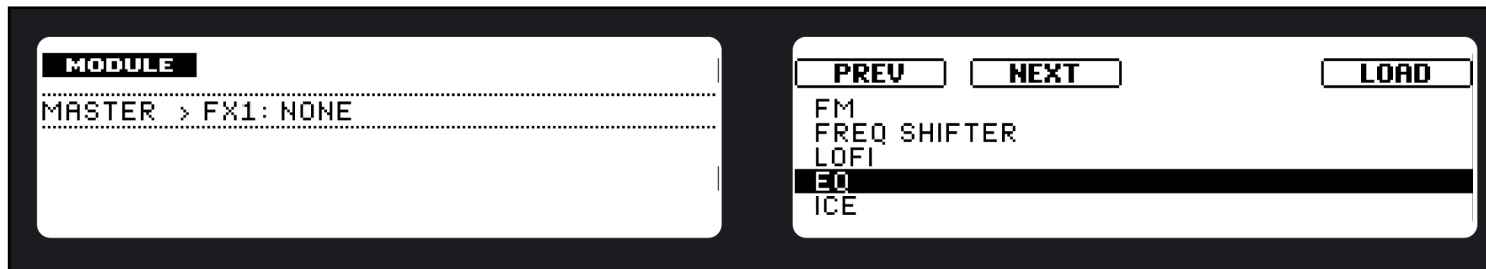 MODULE
MASTER > FX1: NONE
PREV NEXT LOAD
FM
FREQ SHIFTER
LOFI
EQ
ICE